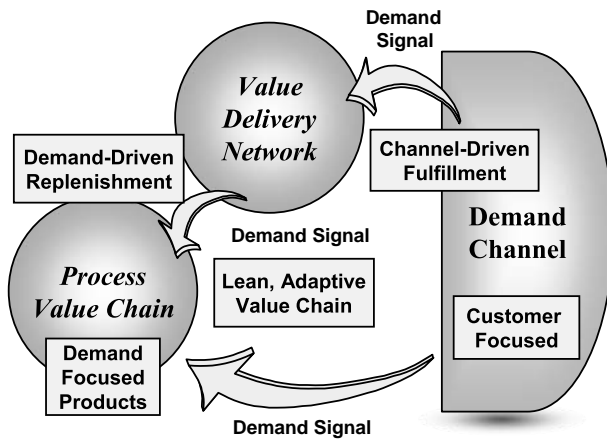 Demand
Signal
Value
Delivery
Network
Demand-Driven
Replenishment
Channel-Driven
Fulfillment
Demand
Channel
Demand Signal
Process
Value Chain
Lean, Adaptive
Value Chain
Customer
Focused
Demand
Focused
Products
Demand Signal